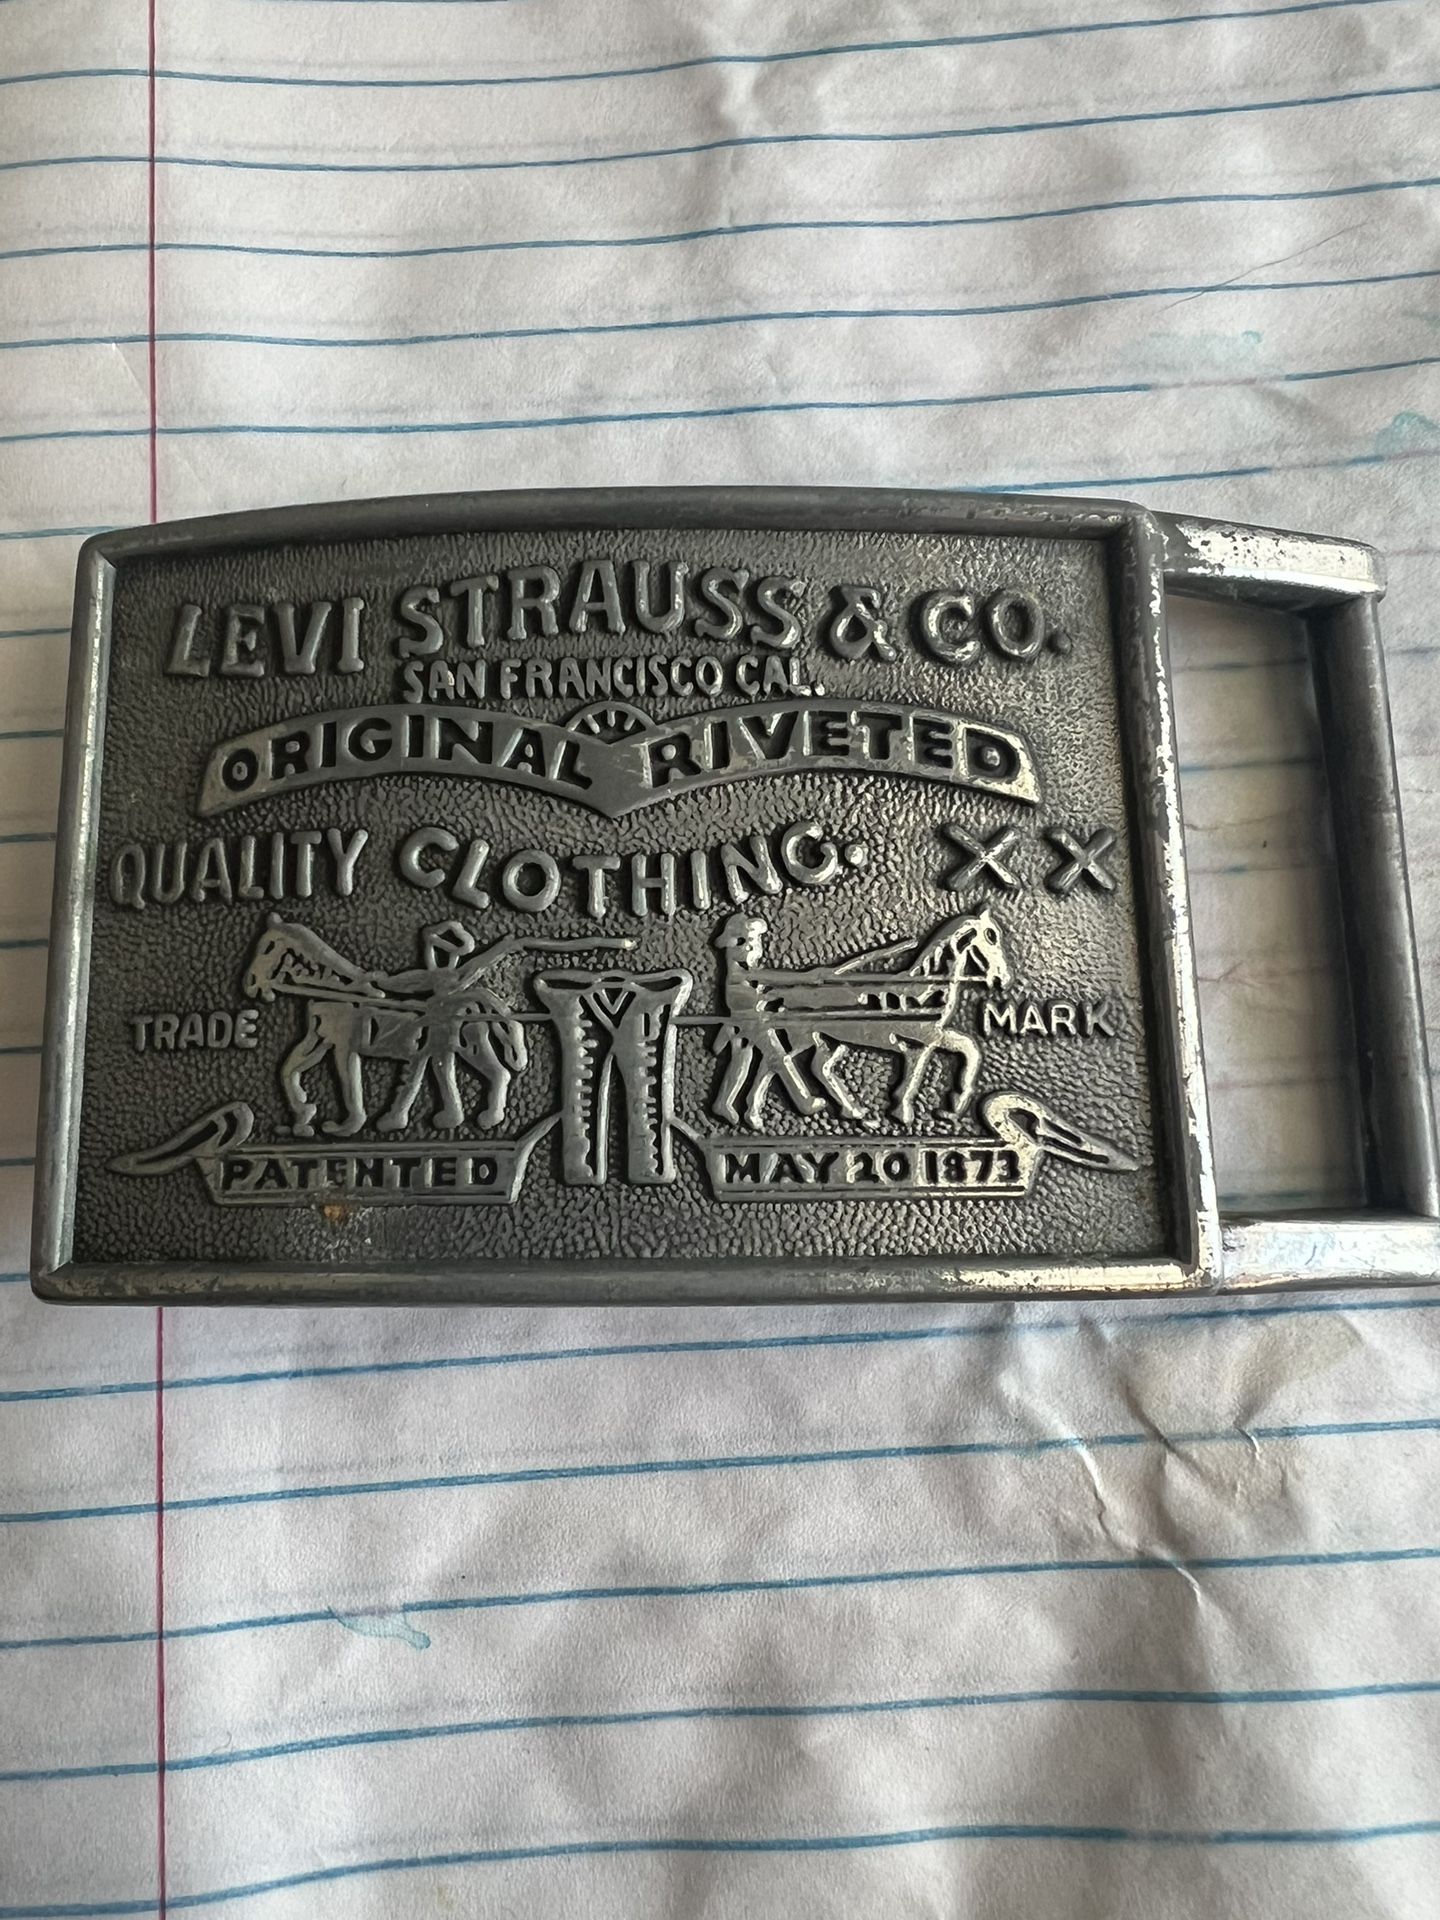 LEVI STRAUSS & CO.
SAN FRANCISCO CAL.
ORIGINAL RIVETED
QUALITY CLOTHING. XX
TRADE MARK
PATENTED MAY 20 1873